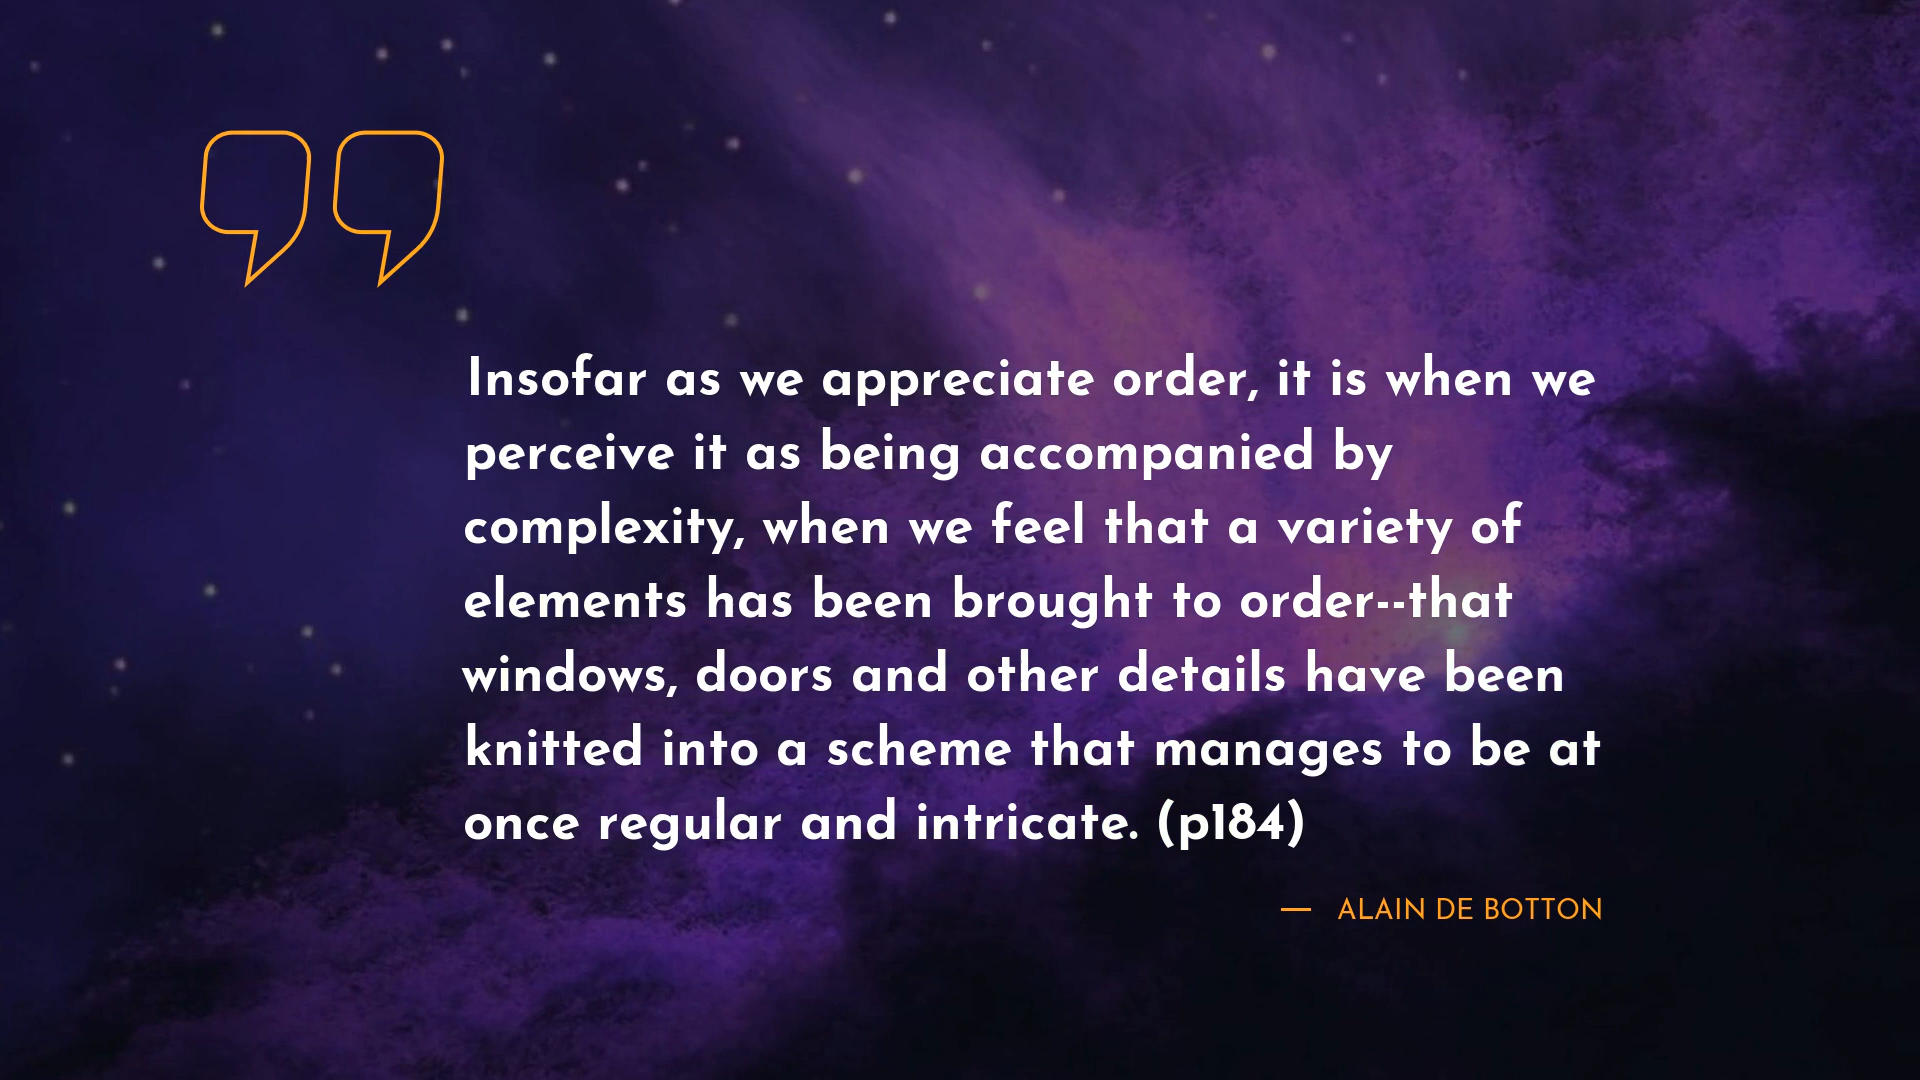 Insofar as we appreciate order, it is when we
perceive it as being accompanied by
complexity, when we feel that a variety of
elements has been brought to order--that
windows, doors and other details have been
knitted into a scheme that manages to be at
once regular and intricate. (p184)
— ALAIN DE BOTTON